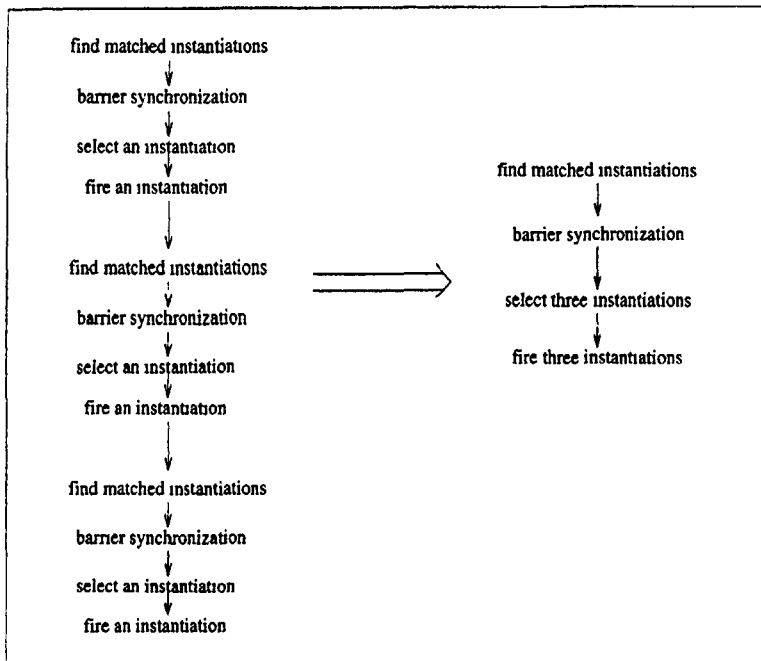 find matched instantiations
barrier synchronization
select an instantiation
fire an instantiation
find matched instantiations
barrier synchronization
select an instantiation
fire an instantiation
find matched instantiations
barrier synchronization
select an instantiation
fire an instantiation
find matched instantiations
barrier synchronization
select three instantiations
fire three instantiations